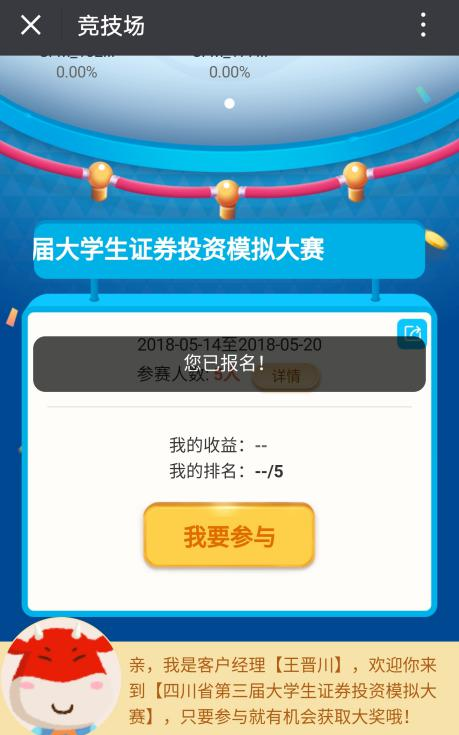 竞技场
0.00%
0.00%
届大学生证券投资模拟大赛
2018-05-14至2018-05-20
您已报名！
参赛人数: 5人 详情
我的收益：--
我的排名：--/5
我要参与
亲，我是客户经理【王晋川】，欢迎你来
到【四川省第三届大学生证券投资模拟大
赛】，只要参与就有机会获取大奖哦！